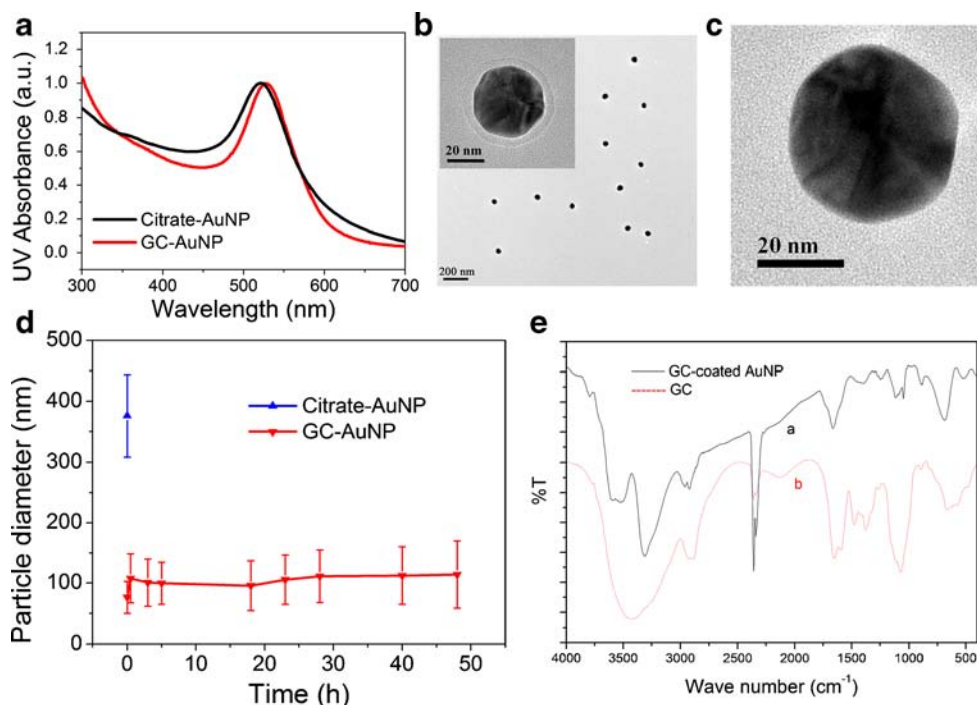 a
UV Absorbance (a.u.)
1.2
1.0
0.8
0.6
0.4
0.2
0.0
Citrate-AuNP
GC-AuNP
300 400 500 600 700
Wavelength (nm)
b
20 nm
200 nm
c
20 nm
d
Particle diameter (nm)
500
400
300
200
100
0
Citrate-AuNP
GC-AuNP
0 10 20 30 40 50
Time (h)
e
%T
GC-coated AuNP
GC
a
b
4000 3500 3000 2500 2000 1500 1000 500
Wave number (cm⁻¹)